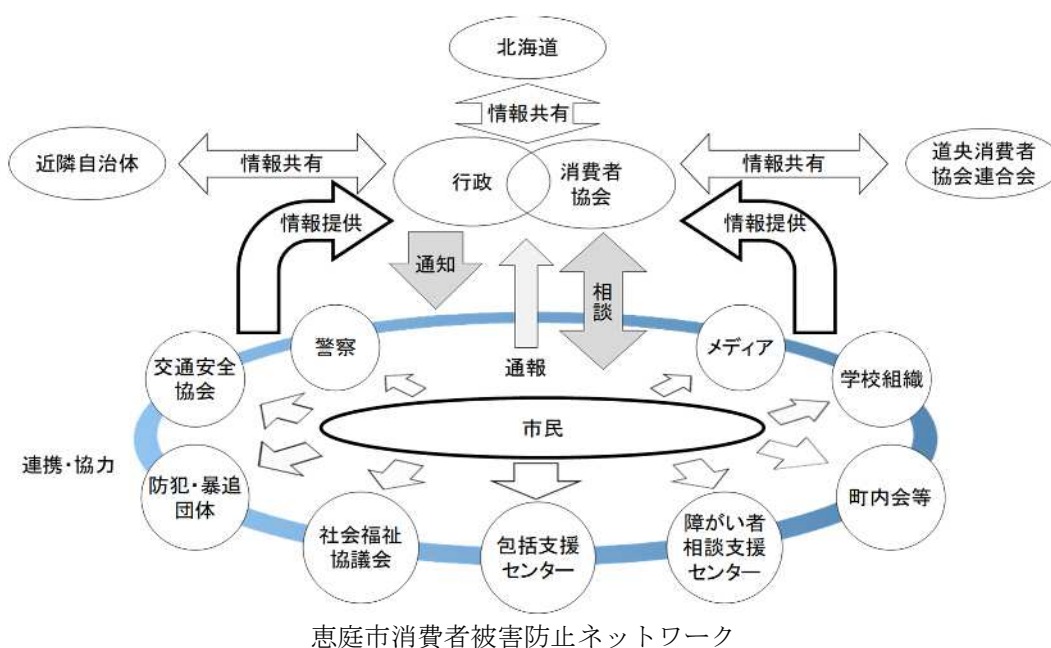 北海道
情報共有
近隣自治体
情報共有
行政
消費者
協会
情報共有
道央消費者
協会連合会
情報提供
情報提供
通知
相談
通報
警察
メディア
交通安全
協会
学校組織
市民
連携・協力
防犯・暴追
団体
町内会等
社会福祉
協議会
包括支援
センター
障がい者
相談支援
センター
恵庭市消費者被害防止ネットワーク